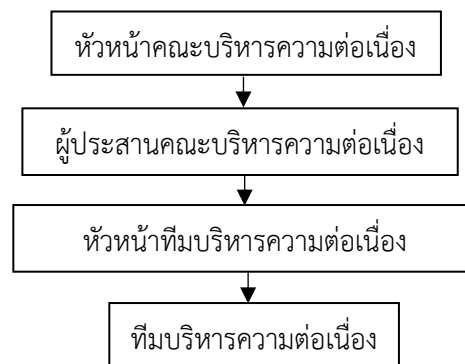 หัวหน้าคณะบริหารความต่อเนื่อง
ผู้ประสานคณะบริหารความต่อเนื่อง
หัวหน้าทีมบริหารความต่อเนื่อง
ทีมบริหารความต่อเนื่อง